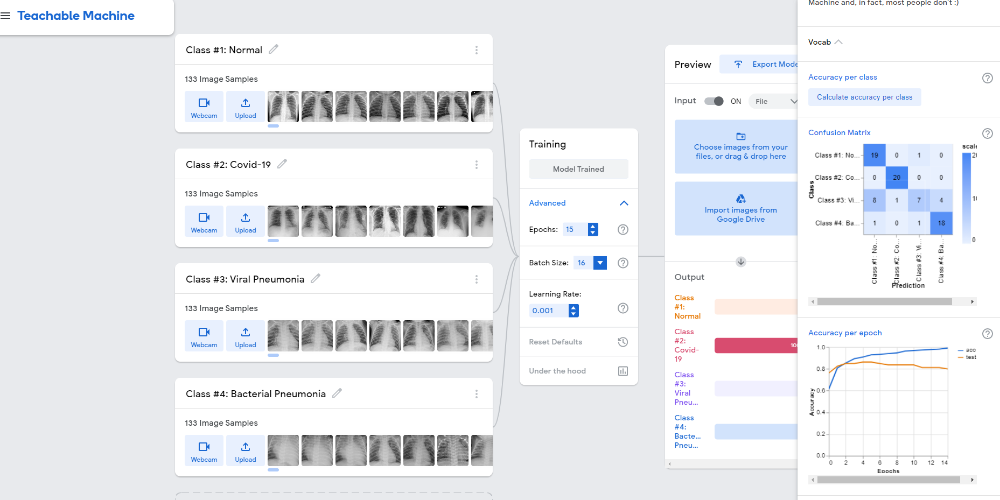 Teachable Machine
Class #1: Normal
133 Image Samples
Webcam
Upload
Class #2: Covid-19
133 Image Samples
Webcam
Upload
Class #3: Viral Pneumonia
133 Image Samples
Webcam
Upload
Class #4: Bacterial Pneumonia
133 Image Samples
Webcam
Upload
Training
Model Trained
Advanced
Epochs: 15
Batch Size: 16
Learning Rate:
0.001
Reset Defaults
Under the hood
Preview
Export Mode
Input ON File
Choose images from your
files, or drag & drop here
Import images from
Google Drive
Output
Class
#1:
Normal
Class
#2:
Covid-
19
10
Class
#3:
Viral
Pneu...
Class
#4:
Bacte...
Pneu...
Machine and, in fact, most people don't :)
Vocab
Accuracy per class
Calculate accuracy per class
Confusion Matrix
Class
Class #1: No... 19 0 1 0
Class #2: Co... 0 20 0 0
Class #3: Vi... 8 1 7 4
Class #4: Ba... 1 0 1 18
Class #1: No...
Class #2: Co...
Class #3: Vi...
Class #4: Ba...
Prediction
scale
20
10
0
Accuracy per epoch
Accuracy
1.0
0.8
0.6
0.4
0.2
0.0
0 2 4 6 8 10 12 14
Epochs
acc
test